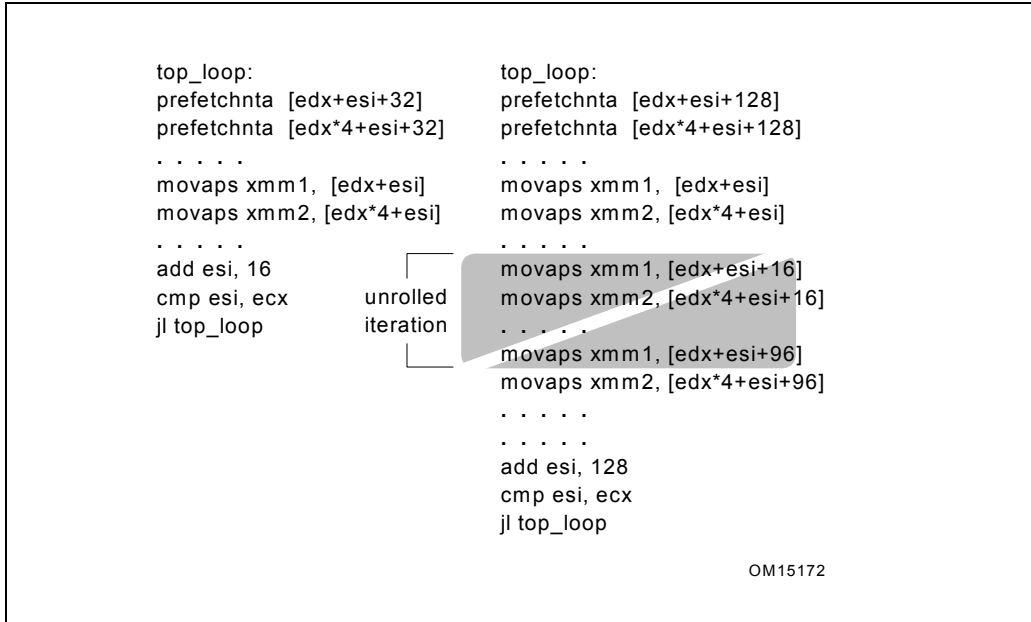 top_loop:
prefetchnta [edx+esi+32]
prefetchnta [edx*4+esi+32]
. . . . .
movaps xmm1, [edx+esi]
movaps xmm2, [edx*4+esi]
. . . . .
add esi, 16
cmp esi, ecx
jl top_loop
unrolled
iteration
top_loop:
prefetchnta [edx+esi+128]
prefetchnta [edx*4+esi+128]
. . . . .
movaps xmm1, [edx+esi]
movaps xmm2, [edx*4+esi]
. . . . .
movaps xmm1, [edx+esi+16]
movaps xmm2, [edx*4+esi+16]
. . . . .
movaps xmm1, [edx+esi+96]
movaps xmm2, [edx*4+esi+96]
. . . . .
. . . . .
add esi, 128
cmp esi, ecx
jl top_loop
OM15172